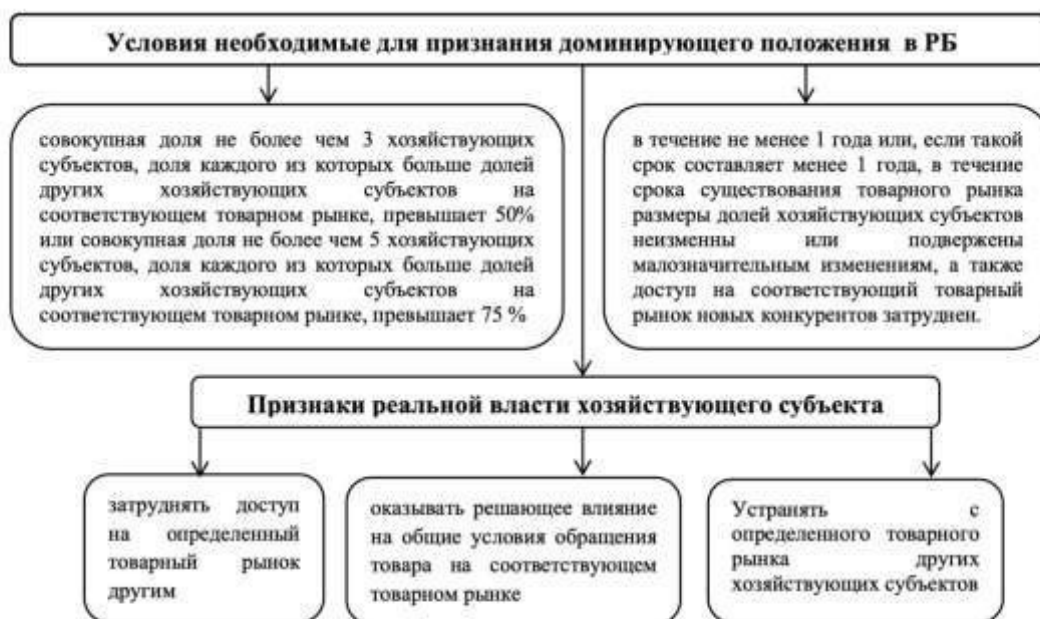 Условия необходимые для признания доминирующего положения в РБ
совокупная доля не более чем 3 хозяйствующих
субъектов, доля каждого из которых больше долей
других хозяйствующих субъектов на
соответствующем товарном рынке, превышает 50%
или совокупная доля не более чем 5 хозяйствующих
субъектов, доля каждого из которых больше долей
других хозяйствующих субъектов на
соответствующем товарном рынке, превышает 75 %
в течение не менее 1 года или, если такой
срок составляет менее 1 года, в течение
срока существования товарного рынка
размеры долей хозяйствующих субъектов
неизменны или подвержены
малозначительным изменениям, а также
доступ на соответствующий товарный
рынок новых конкурентов затруднен.
Признаки реальной власти хозяйствующего субъекта
затруднять доступ
на определенный
товарный рынок
другим
оказывать решающее влияние
на общие условия обращения
товара на соответствующем
товарном рынке
Устранять с
определенного товарного
рынка других
хозяйствующих субъектов